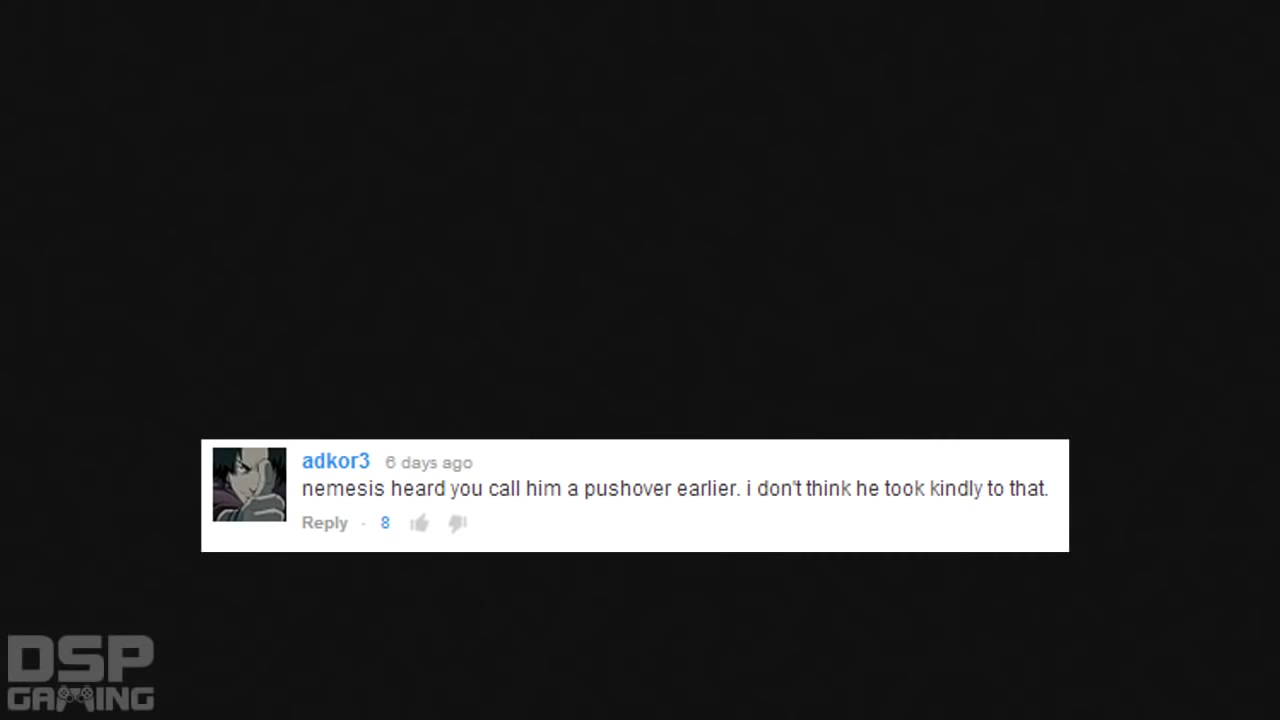 adkor3 6 days ago
nemesis heard you call him a pushover earlier. i don't think he took kindly to that.
Reply · 8
DSP
GAMING